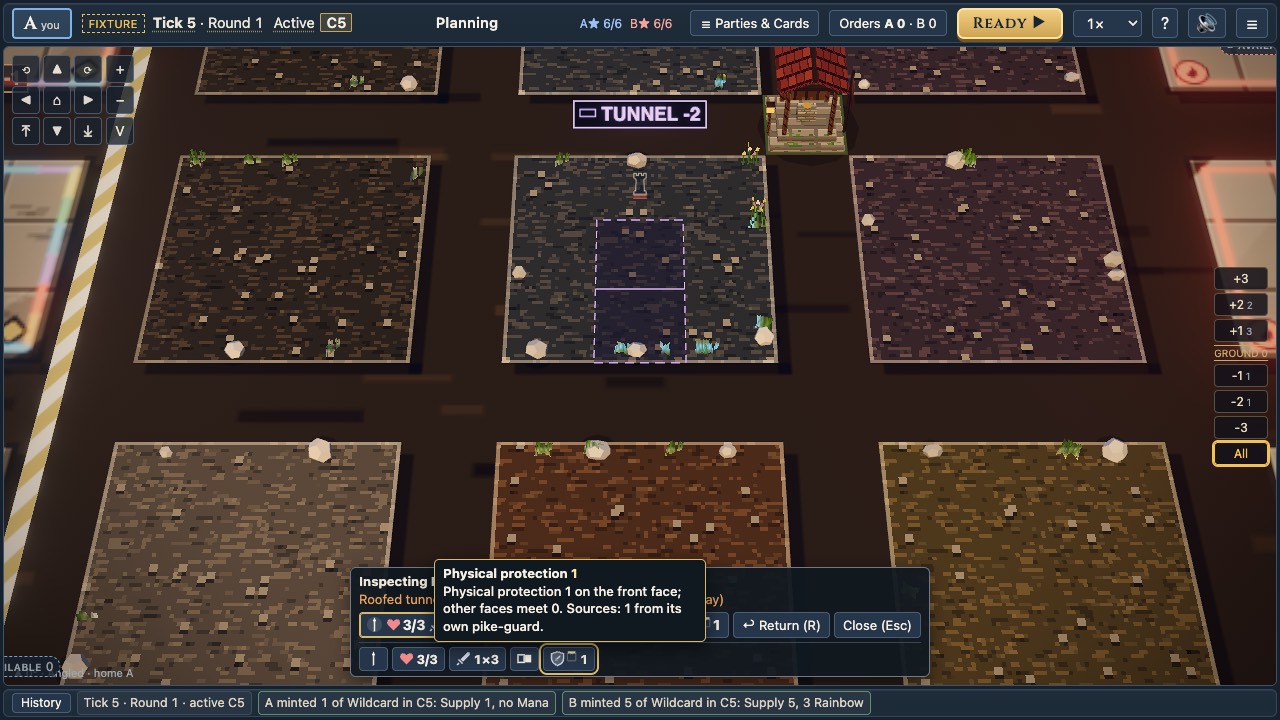 A you
FIXTURE
Tick 5 · Round 1 Active C5
Planning
A★ 6/6 B★ 6/6
≡ Parties & Cards
Orders A 0 · B 0
READY ▶
1×
?
≡
+
−
V
TUNNEL -2
+3
+2 2
+1 3
GROUND 0
-1 1
-2 1
-3
All
Inspecting
Physical protection 1
Physical protection 1 on the front face;
other faces meet 0. Sources: 1 from its
own pike-guard.
Roofed
3/3
1
↩ Return (R)
Close (Esc)
3/3
1×3
1
ILABLE 0
· home A
History
Tick 5 · Round 1 · active C5
A minted 1 of Wildcard in C5: Supply 1, no Mana
B minted 5 of Wildcard in C5: Supply 5, 3 Rainbow